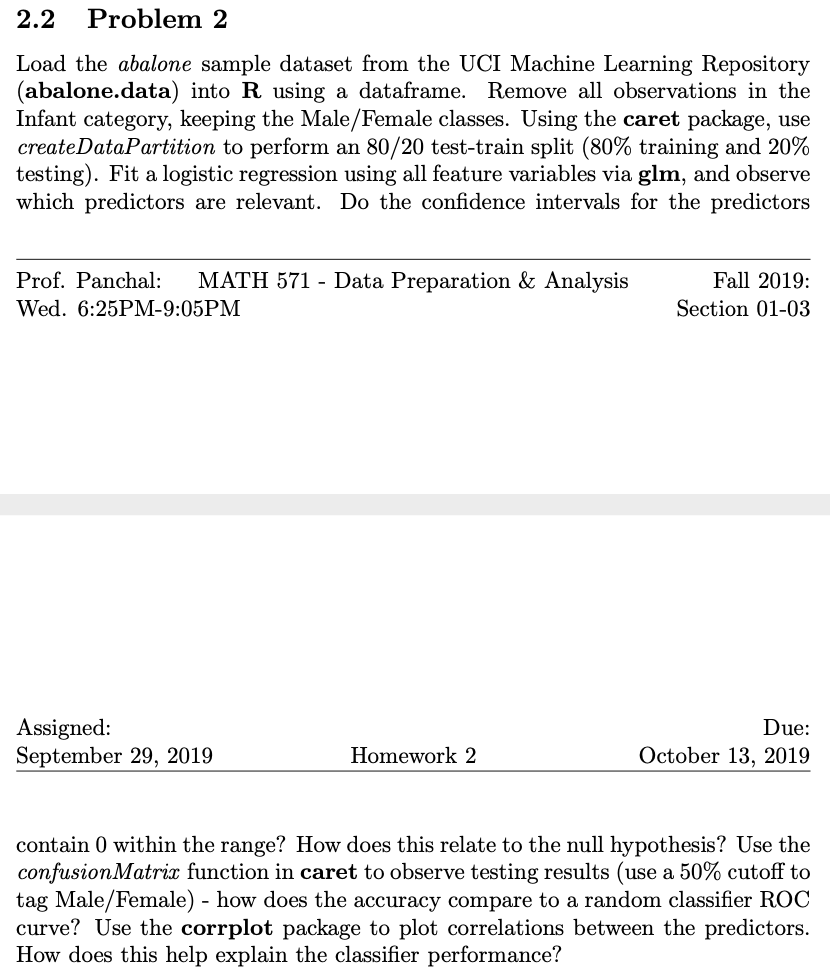 2.2 Problem 2
Load the abalone sample dataset from the UCI Machine Learning Repository
(abalone.data) into R using a dataframe. Remove all observations in the
Infant category, keeping the Male/Female classes. Using the caret package, use
createDataPartition to perform an 80/20 test-train split (80% training and 20%
testing). Fit a logistic regression using all feature variables via glm, and observe
which predictors are relevant. Do the confidence intervals for the predictors
Prof. Panchal: MATH 571 - Data Preparation & Analysis Fall 2019:
Wed. 6:25PM-9:05PM Section 01-03
Assigned: Due:
September 29, 2019 Homework 2 October 13, 2019
contain 0 within the range? How does this relate to the null hypothesis? Use the
confusionMatrix function in caret to observe testing results (use a 50% cutoff to
tag Male/Female) - how does the accuracy compare to a random classifier ROC
curve? Use the corrplot package to plot correlations between the predictors.
How does this help explain the classifier performance?